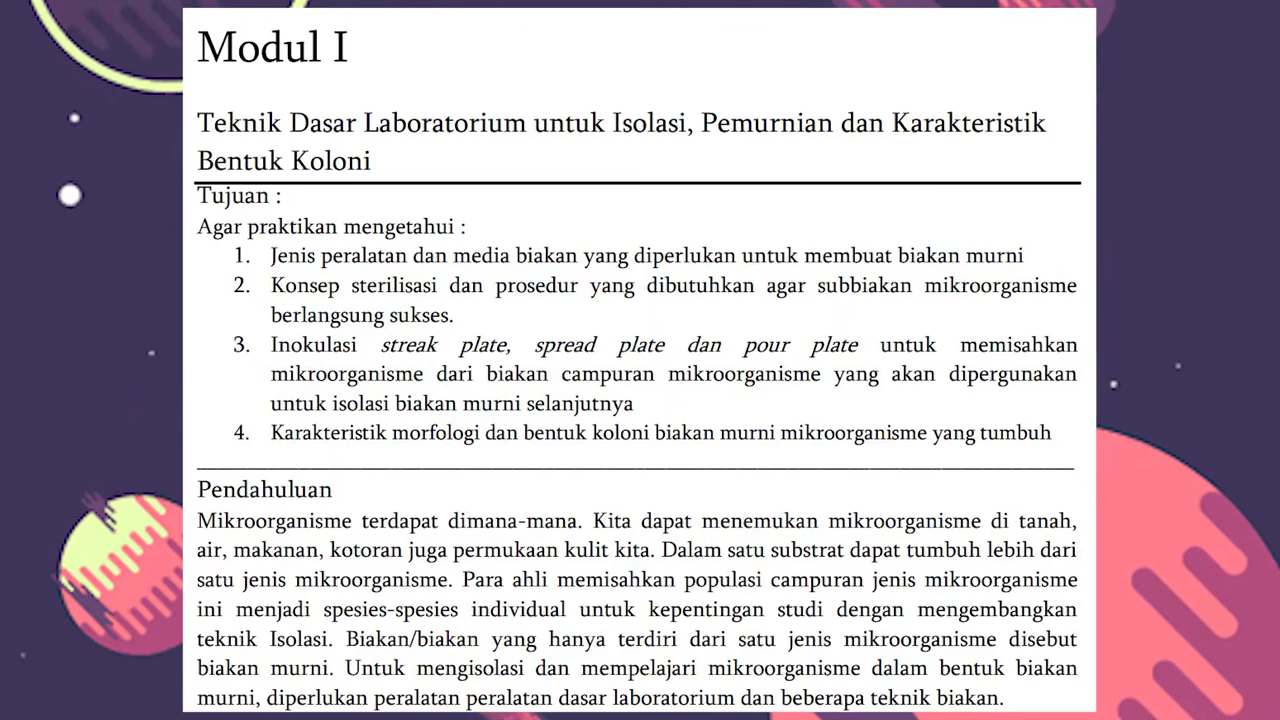 Modul I
Teknik Dasar Laboratorium untuk Isolasi, Pemurnian dan Karakteristik
Bentuk Koloni
Tujuan :
Agar praktikan mengetahui :
1. Jenis peralatan dan media biakan yang diperlukan untuk membuat biakan murni
2. Konsep sterilisasi dan prosedur yang dibutuhkan agar subbiakan mikroorganisme
berlangsung sukses.
3. Inokulasi streak plate, spread plate dan pour plate untuk memisahkan
mikroorganisme dari biakan campuran mikroorganisme yang akan dipergunakan
untuk isolasi biakan murni selanjutnya
4. Karakteristik morfologi dan bentuk koloni biakan murni mikroorganisme yang tumbuh
Pendahuluan
Mikroorganisme terdapat dimana-mana. Kita dapat menemukan mikroorganisme di tanah,
air, makanan, kotoran juga permukaan kulit kita. Dalam satu substrat dapat tumbuh lebih dari
satu jenis mikroorganisme. Para ahli memisahkan populasi campuran jenis mikroorganisme
ini menjadi spesies-spesies individual untuk kepentingan studi dengan mengembangkan
teknik Isolasi. Biakan/biakan yang hanya terdiri dari satu jenis mikroorganisme disebut
biakan murni. Untuk mengisolasi dan mempelajari mikroorganisme dalam bentuk biakan
murni, diperlukan peralatan peralatan dasar laboratorium dan beberapa teknik biakan.